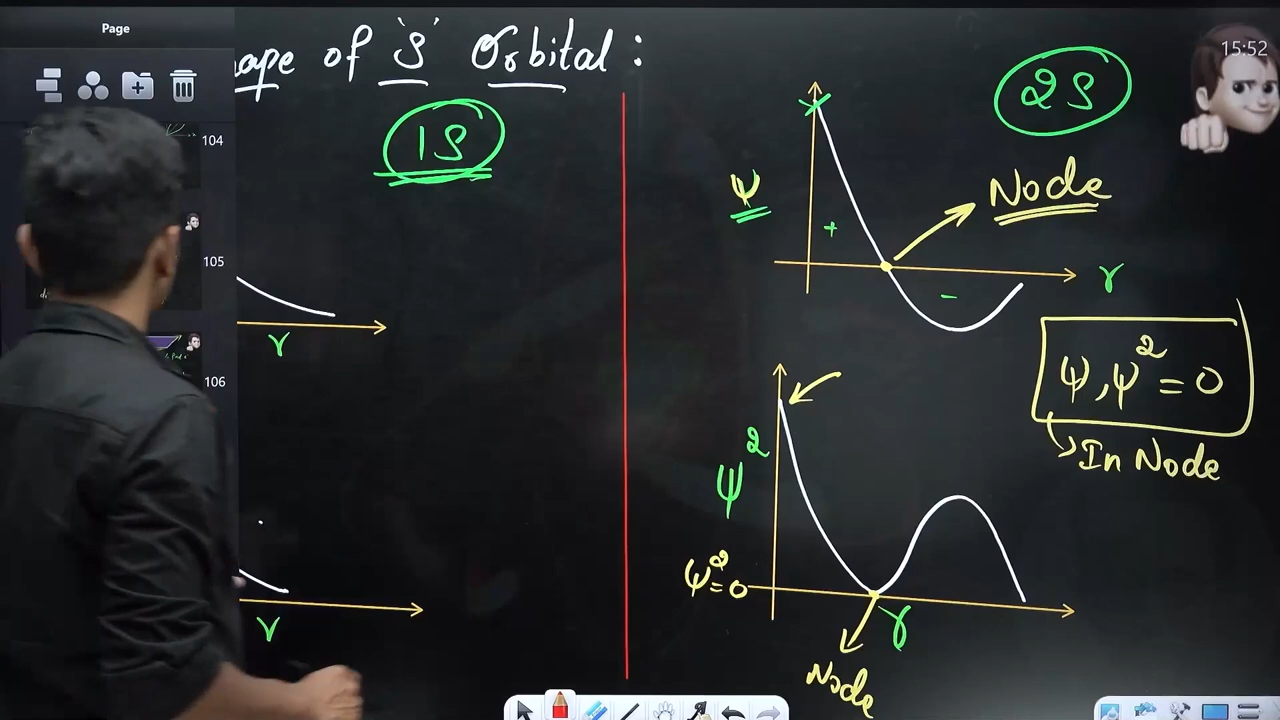 Page
ape of 'S' Orbital :
15:52
104
105
106
1S
2S
ψ
+
-
Node
r
r
ψ, ψ² = 0
In Node
ψ²
ψ² = 0
r
r
Node